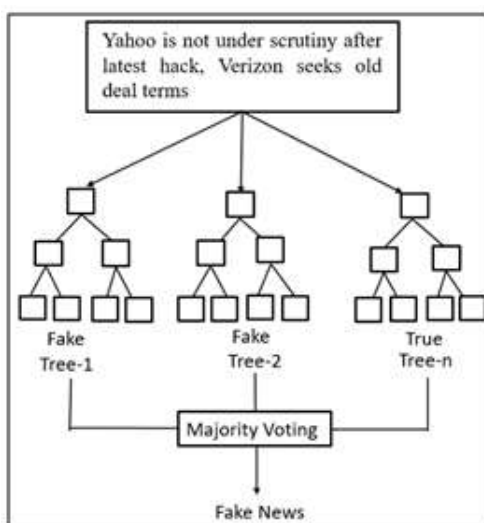 Yahoo is not under scrutiny after
latest hack, Verizon seeks old
deal terms
Fake
Tree-1
Fake
Tree-2
True
Tree-n
Majority Voting
Fake News